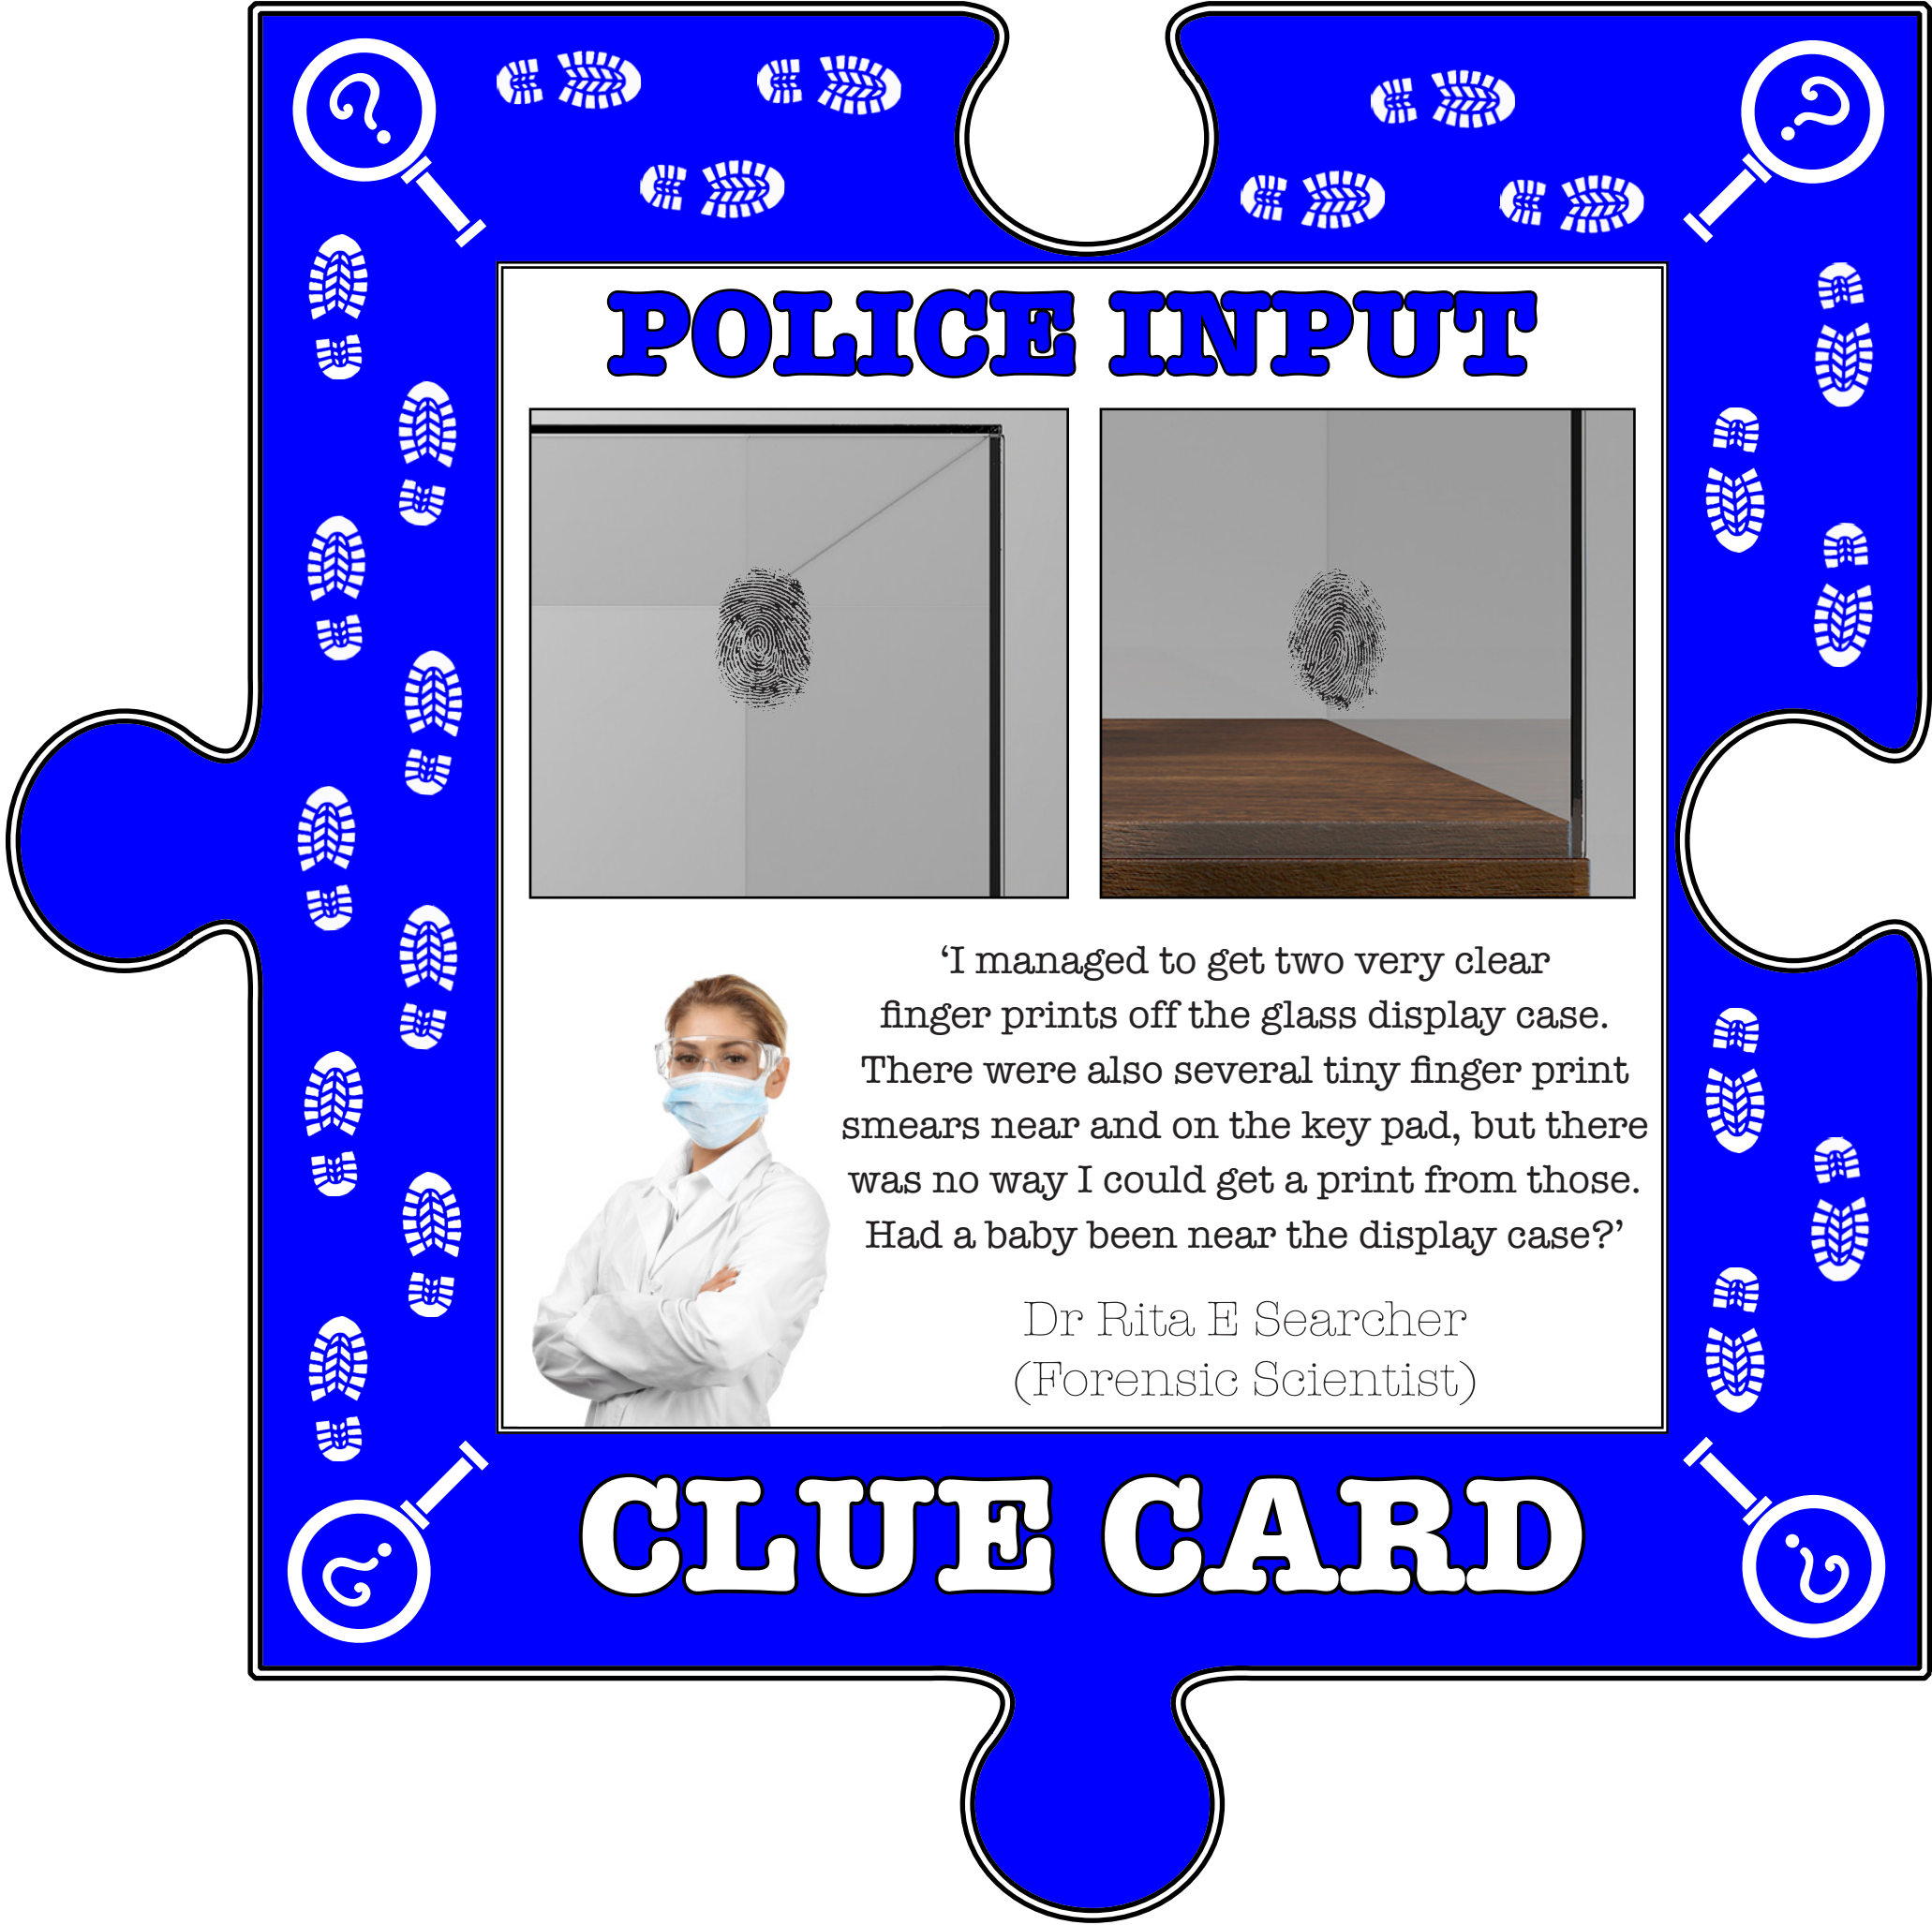 POLICE INPUT
‘I managed to get two very clear
finger prints off the glass display case.
There were also several tiny finger print
smears near and on the key pad, but there
was no way I could get a print from those.
Had a baby been near the display case?’
Dr Rita E Searcher
(Forensic Scientist)
CLUE CARD